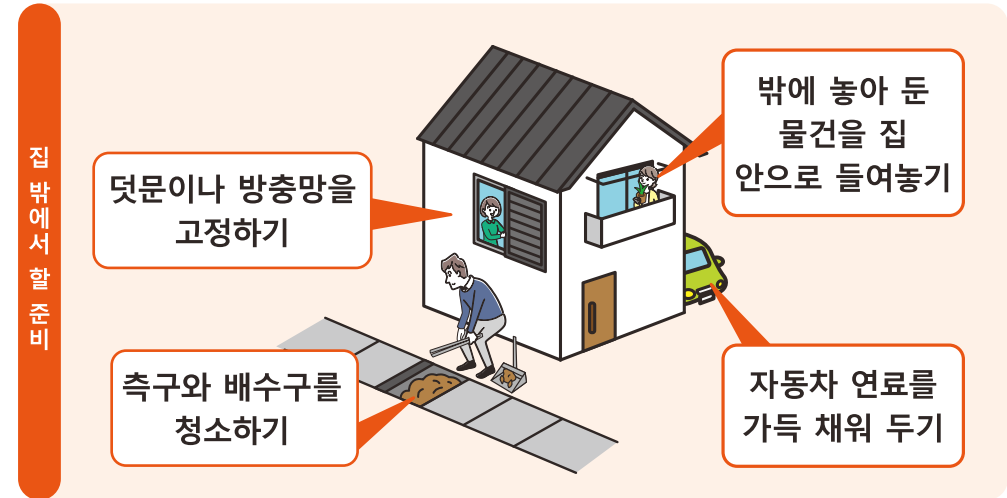 집 밖에서 할 준비
덧문이나 방충망을
고정하기
밖에 놓아 둔
물건을 집
안으로 들여놓기
측구와 배수구를
청소하기
자동차 연료를
가득 채워 두기